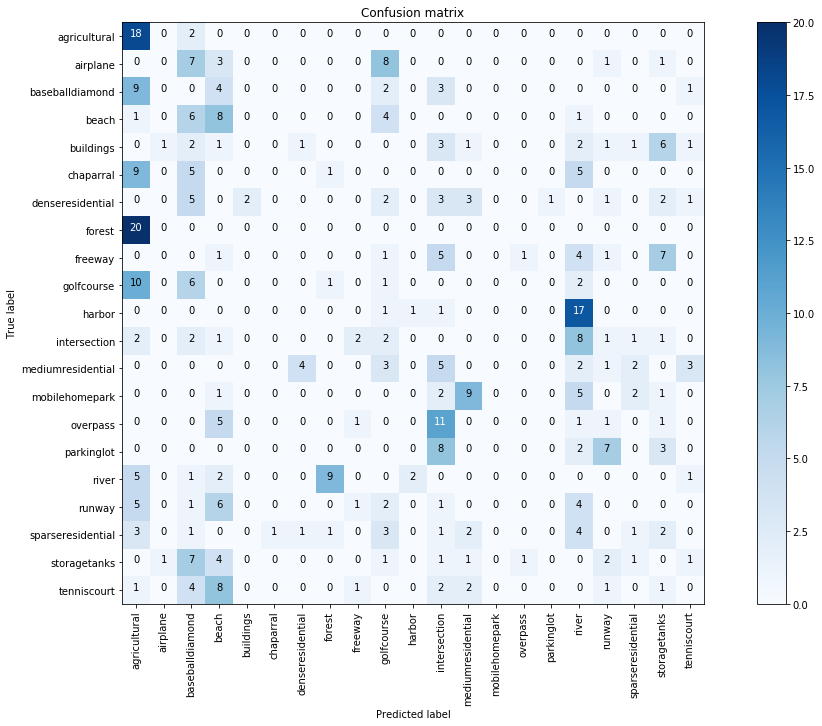 Confusion matrix
True label
agricultural 18 0 2 0 0 0 0 0 0 0 0 0 0 0 0 0 0 0 0 0 0
airplane 0 0 7 3 0 0 0 0 0 8 0 0 0 0 0 0 0 1 0 1 0
baseballdiamond 9 0 0 4 0 0 0 0 0 2 0 3 0 0 0 0 0 0 0 0 1
beach 1 0 6 8 0 0 0 0 0 4 0 0 0 0 0 0 1 0 0 0 0
buildings 0 1 2 1 0 0 1 0 0 0 0 3 1 0 0 0 2 1 1 6 1
chaparral 9 0 5 0 0 0 0 1 0 0 0 0 0 0 0 0 5 0 0 0 0
denseresidential 0 0 5 0 2 0 0 0 0 2 0 3 3 0 0 1 0 1 0 2 1
forest 20 0 0 0 0 0 0 0 0 0 0 0 0 0 0 0 0 0 0 0 0
freeway 0 0 0 1 0 0 0 0 0 1 0 5 0 0 1 0 4 1 0 7 0
golfcourse 10 0 6 0 0 0 0 1 0 1 0 0 0 0 0 0 2 0 0 0 0
harbor 0 0 0 0 0 0 0 0 0 1 1 1 0 0 0 0 17 0 0 0 0
intersection 2 0 2 1 0 0 0 0 2 2 0 0 0 0 0 0 8 1 1 1 0
mediumresidential 0 0 0 0 0 0 4 0 0 3 0 5 0 0 0 0 2 1 2 0 3
mobilehomepark 0 0 0 1 0 0 0 0 0 0 0 2 9 0 0 0 5 0 2 1 0
overpass 0 0 0 5 0 0 0 0 1 0 0 11 0 0 0 0 1 1 0 1 0
parkinglot 0 0 0 0 0 0 0 0 0 0 0 8 0 0 0 0 2 7 0 3 0
river 5 0 1 2 0 0 0 9 0 0 2 0 0 0 0 0 0 0 0 0 1
runway 5 0 1 6 0 0 0 0 1 2 0 1 0 0 0 0 4 0 0 0 0
sparseresidential 3 0 1 0 0 1 1 1 0 3 0 1 2 0 0 0 4 0 1 2 0
storagetanks 0 1 7 4 0 0 0 0 0 1 0 1 1 0 1 0 0 2 1 0 1
tenniscourt 1 0 4 8 0 0 0 0 1 0 0 2 2 0 0 0 0 1 0 1 0
agricultural
airplane
baseballdiamond
beach
buildings
chaparral
denseresidential
forest
freeway
golfcourse
harbor
intersection
mediumresidential
mobilehomepark
overpass
parkinglot
river
runway
sparseresidential
storagetanks
tenniscourt
Predicted label
20.0
17.5
15.0
12.5
10.0
7.5
5.0
2.5
0.0